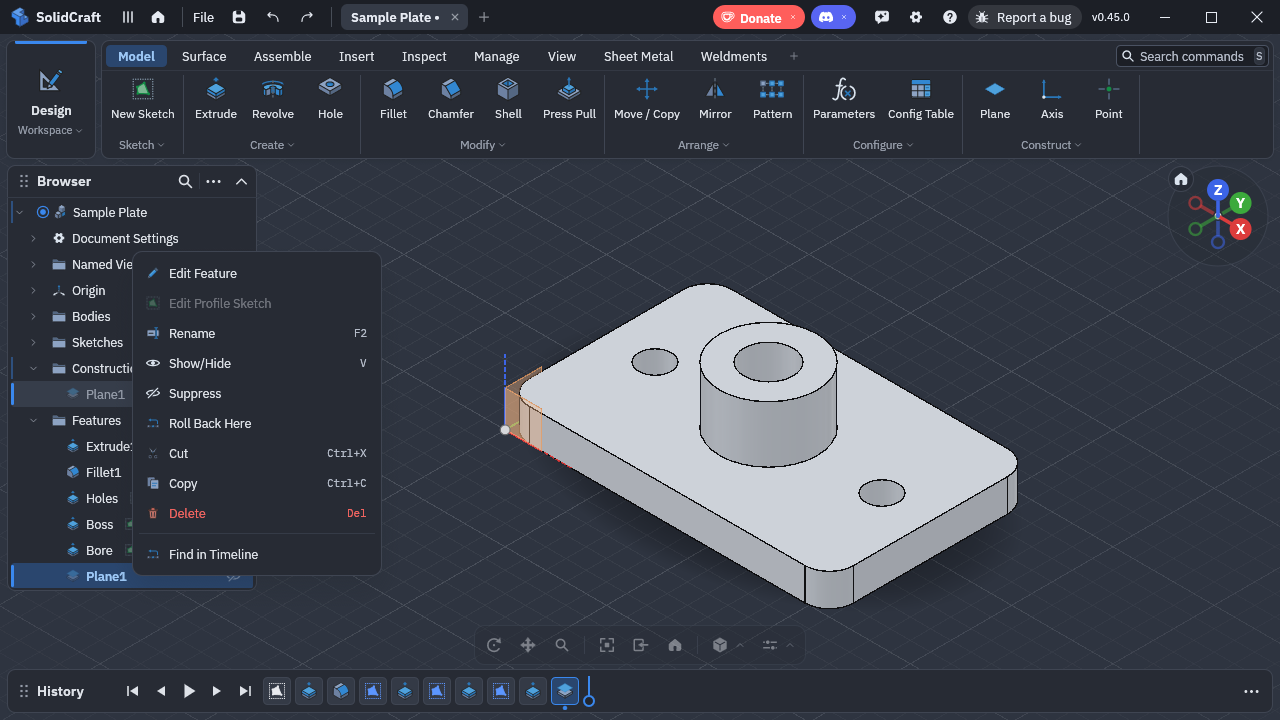 SolidCraft
File
Sample Plate •
Donate
Report a bug
v0.45.0
Design
Workspace
Model
Surface
Assemble
Insert
Inspect
Manage
View
Sheet Metal
Weldments
Search commands
S
New Sketch
Extrude
Revolve
Hole
Fillet
Chamfer
Shell
Press Pull
Move / Copy
Mirror
Pattern
Parameters
Config Table
Plane
Axis
Point
Sketch
Create
Modify
Arrange
Configure
Construct
Browser
Sample Plate
Document Settings
Named Vie
Origin
Bodies
Sketches
Constructi
Plane1
Features
Extrude1
Fillet1
Holes
Boss
Bore
Plane1
Edit Feature
Edit Profile Sketch
Rename F2
Show/Hide V
Suppress
Roll Back Here
Cut Ctrl+X
Copy Ctrl+C
Delete Del
Find in Timeline
Z
Y
X
History